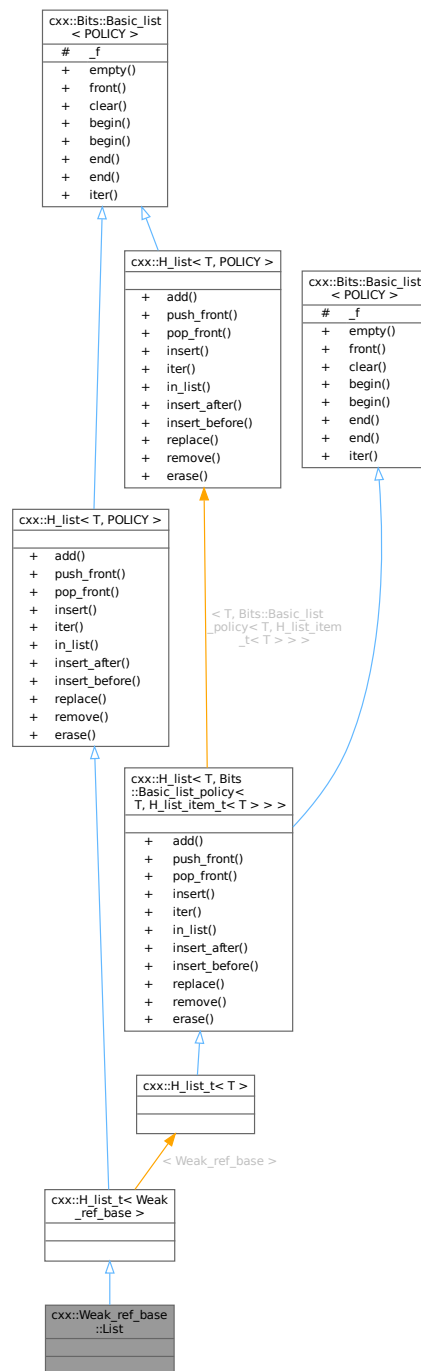 cxx::Bits::Basic_list
< POLICY >
# _f
+ empty()
+ front()
+ clear()
+ begin()
+ begin()
+ end()
+ end()
+ iter()
cxx::H_list< T, POLICY >
+ add()
+ push_front()
+ pop_front()
+ insert()
+ iter()
+ in_list()
+ insert_after()
+ insert_before()
+ replace()
+ remove()
+ erase()
cxx::Bits::Basic_list
< POLICY >
# _f
+ empty()
+ front()
+ clear()
+ begin()
+ begin()
+ end()
+ end()
+ iter()
cxx::H_list< T, POLICY >
+ add()
+ push_front()
+ pop_front()
+ insert()
+ iter()
+ in_list()
+ insert_after()
+ insert_before()
+ replace()
+ remove()
+ erase()
< T, Bits::Basic_list
_policy< T, H_list_item
_t< T > > >
cxx::H_list< T, Bits
::Basic_list_policy<
T, H_list_item_t< T > > >
+ add()
+ push_front()
+ pop_front()
+ insert()
+ iter()
+ in_list()
+ insert_after()
+ insert_before()
+ replace()
+ remove()
+ erase()
cxx::H_list_t< T >
< Weak_ref_base >
cxx::H_list_t< Weak
_ref_base >
cxx::Weak_ref_base
::List